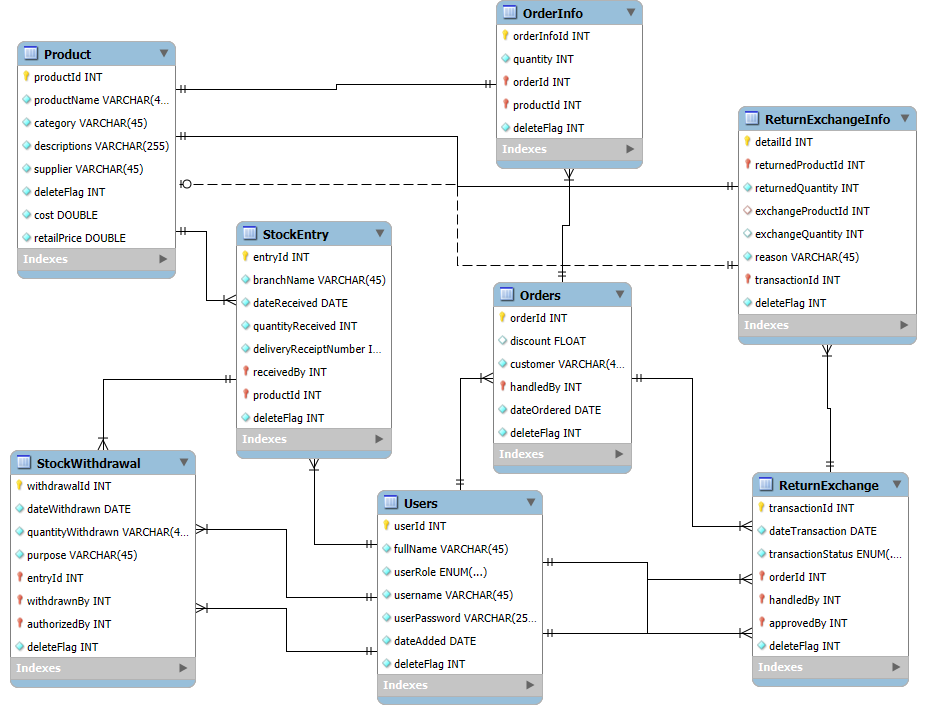 OrderInfo
orderInfoId INT
quantity INT
orderId INT
productId INT
deleteFlag INT
Indexes
Product
productId INT
productName VARCHAR(4...
category VARCHAR(45)
descriptions VARCHAR(255)
supplier VARCHAR(45)
deleteFlag INT
cost DOUBLE
retailPrice DOUBLE
Indexes
ReturnExchangeInfo
detailId INT
returnedProductId INT
returnedQuantity INT
exchangeProductId INT
exchangeQuantity INT
reason VARCHAR(45)
transactionId INT
deleteFlag INT
Indexes
StockEntry
entryId INT
branchName VARCHAR(45)
dateReceived DATE
quantityReceived INT
deliveryReceiptNumber I...
receivedBy INT
productId INT
deleteFlag INT
Indexes
Orders
orderId INT
discount FLOAT
customer VARCHAR(4...
handledBy INT
dateOrdered DATE
deleteFlag INT
Indexes
StockWithdrawal
withdrawalId INT
dateWithdrawn DATE
quantityWithdrawn VARCHAR(4...
purpose VARCHAR(45)
entryId INT
withdrawnBy INT
authorizedBy INT
deleteFlag INT
Indexes
Users
userId INT
fullName VARCHAR(45)
userRole ENUM(...)
username VARCHAR(45)
userPassword VARCHAR(25...
dateAdded DATE
deleteFlag INT
Indexes
ReturnExchange
transactionId INT
dateTransaction DATE
transactionStatus ENUM(....
orderId INT
handledBy INT
approvedBy INT
deleteFlag INT
Indexes